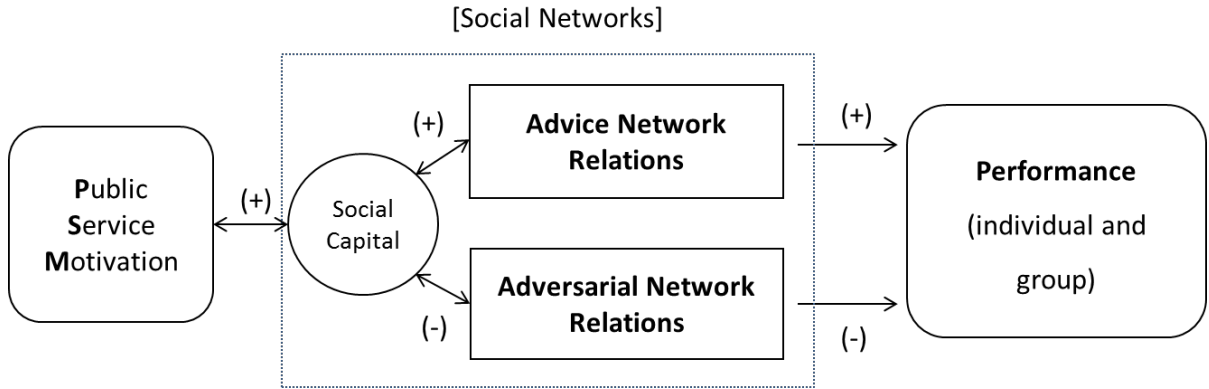 [Social Networks]
Public
Service
Motivation
(+)
Social
Capital
(+)
(-)
Advice Network
Relations
Adversarial Network
Relations
(+)
(-)
Performance
(individual and
group)